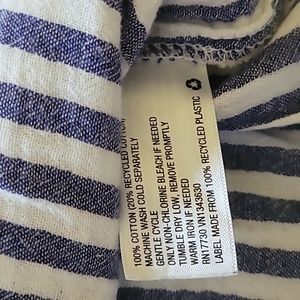 100% COTTON (20% RECYCLED COTTON)
MACHINE WASH COLD SEPARATELY
GENTLE CYCLE
ONLY NON-CHLORINE BLEACH IF NEEDED
TUMBLE DRY LOW, REMOVE PROMPTLY
WARM IRON IF NEEDED
RN17730 VN1343630
LABEL MADE FROM 100% RECYCLED PLASTIC